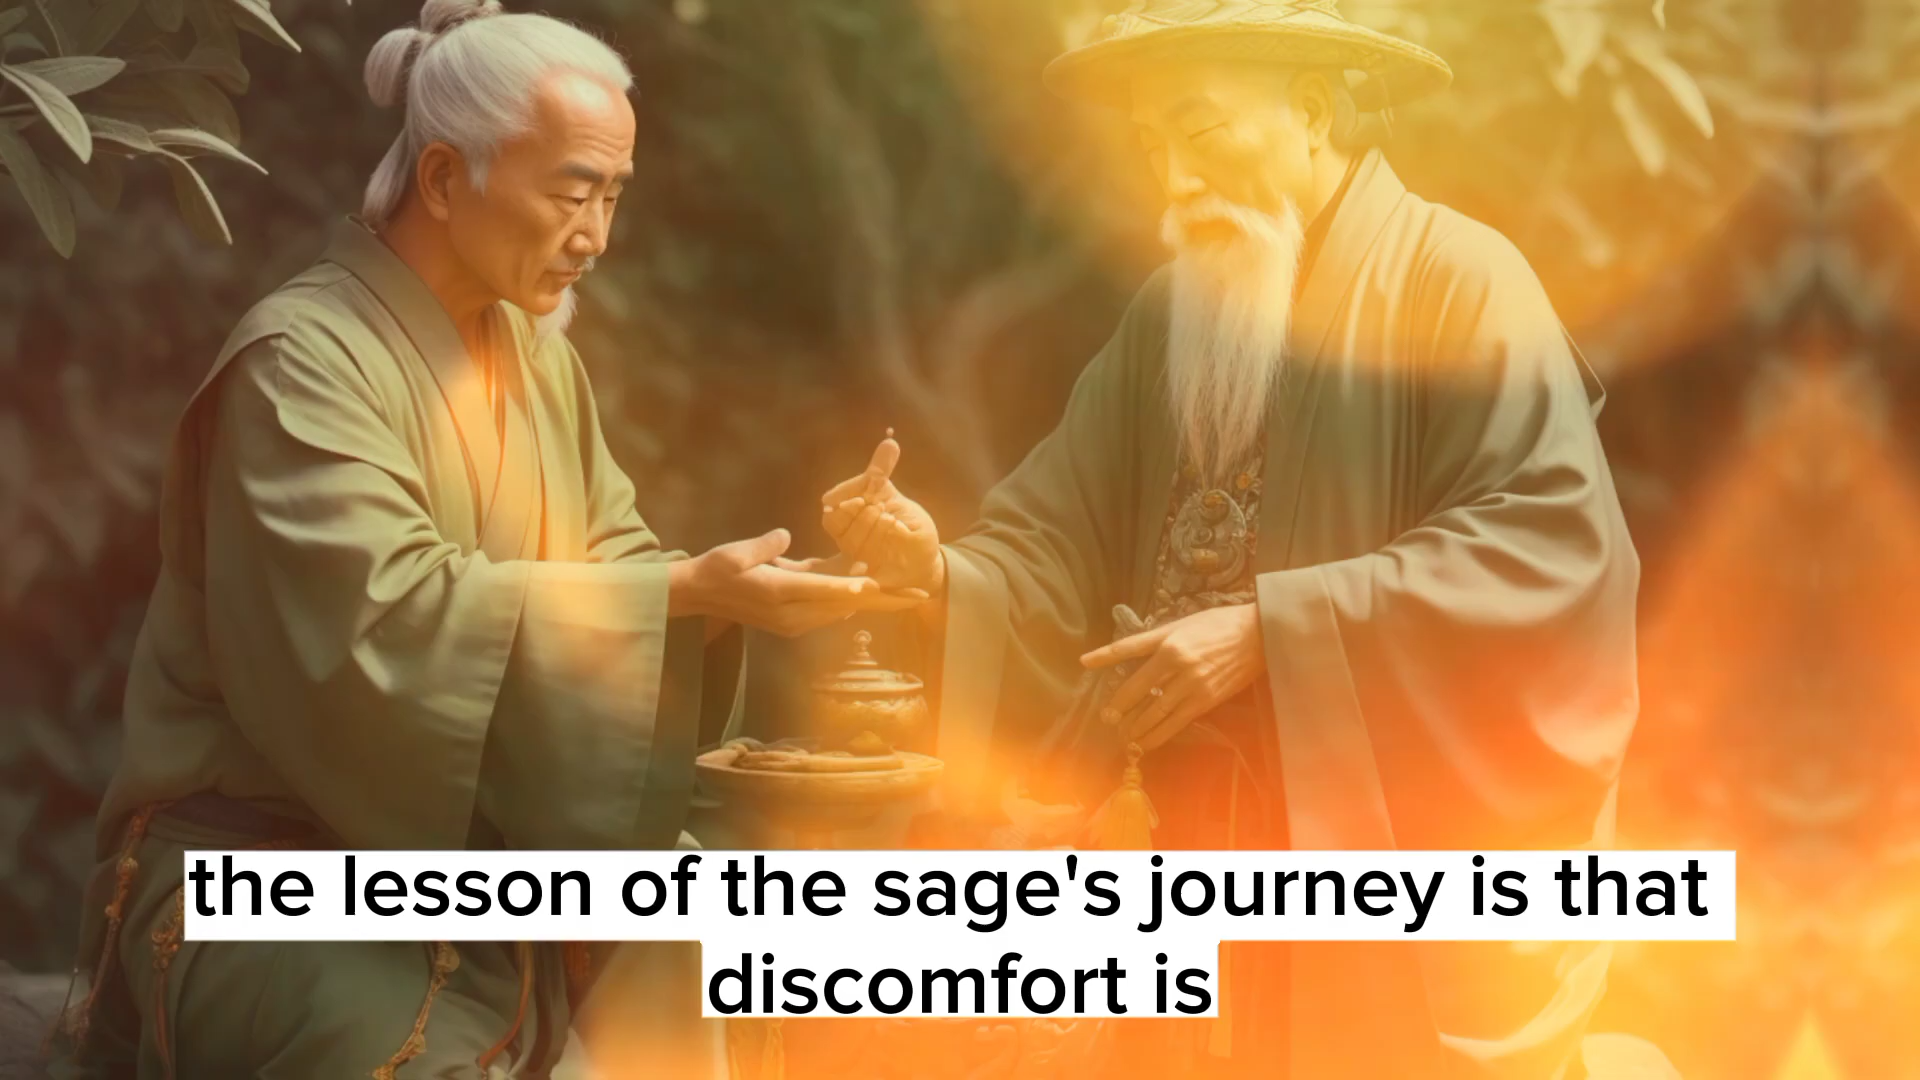 the lesson of the sage's journey is that
discomfort is